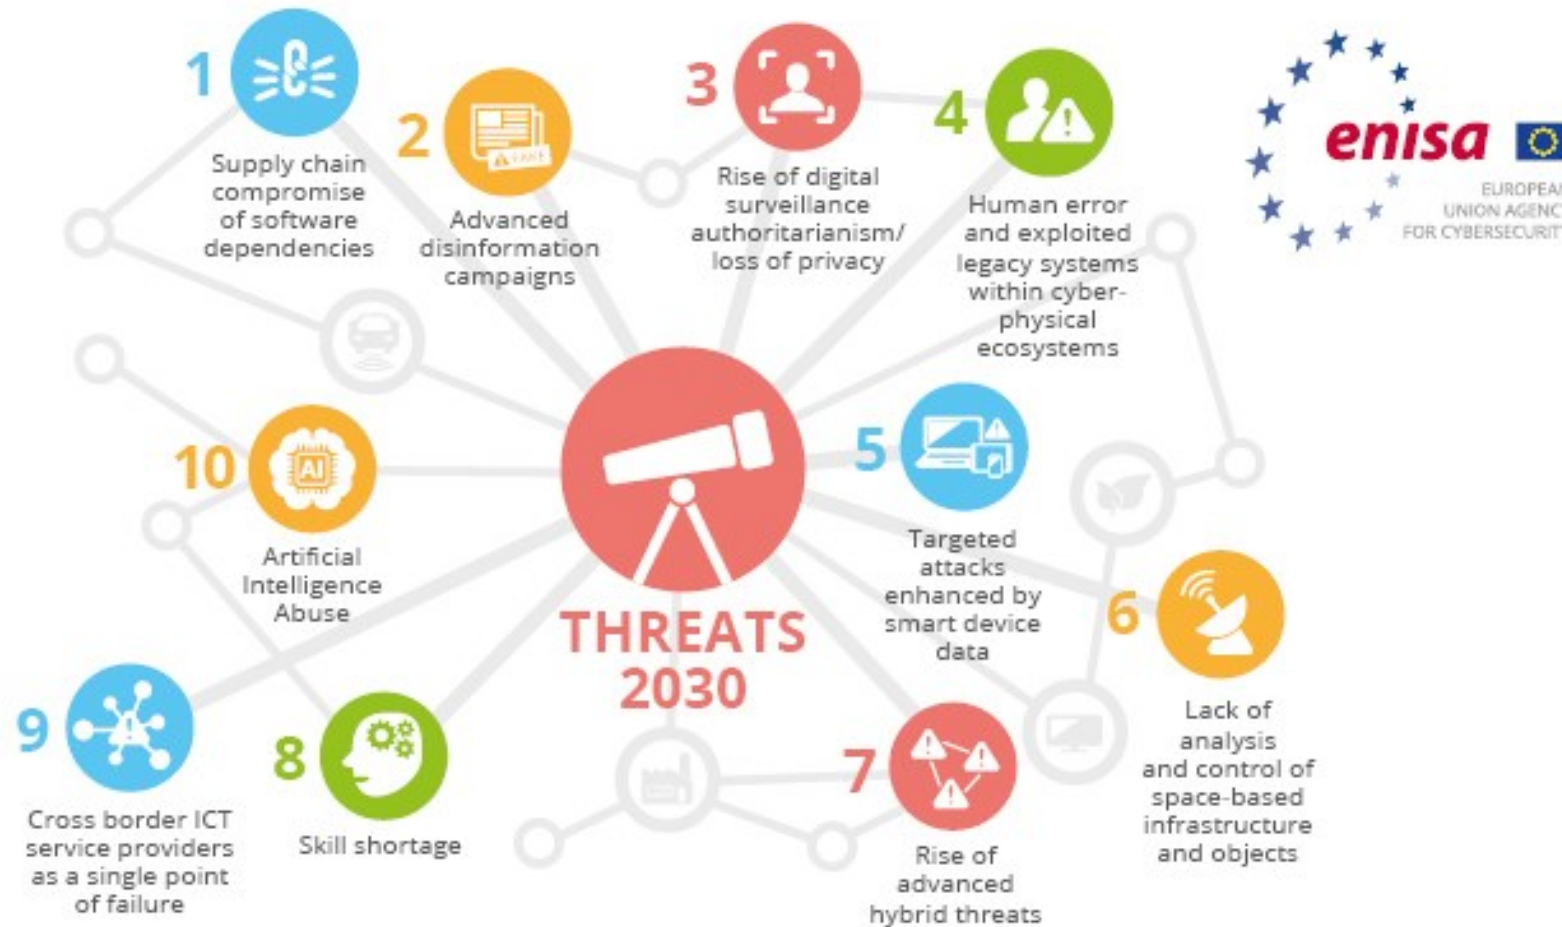 1
Supply chain
compromise
of software
dependencies
2
FAKE
Advanced
disinformation
campaigns
3
Rise of digital
surveillance
authoritarianism/
loss of privacy
4
Human error
and exploited
legacy systems
within cyber-
physical
ecosystems
enisa
EUROPEAN
UNION AGENCY
FOR CYBERSECURITY
10
AI
Artificial
Intelligence
Abuse
5
Targeted
attacks
enhanced by
smart device
data
THREATS
2030
6
Lack of
analysis
and control of
space-based
infrastructure
and objects
9
Cross border ICT
service providers
as a single point
of failure
8
Skill shortage
7
Rise of
advanced
hybrid threats